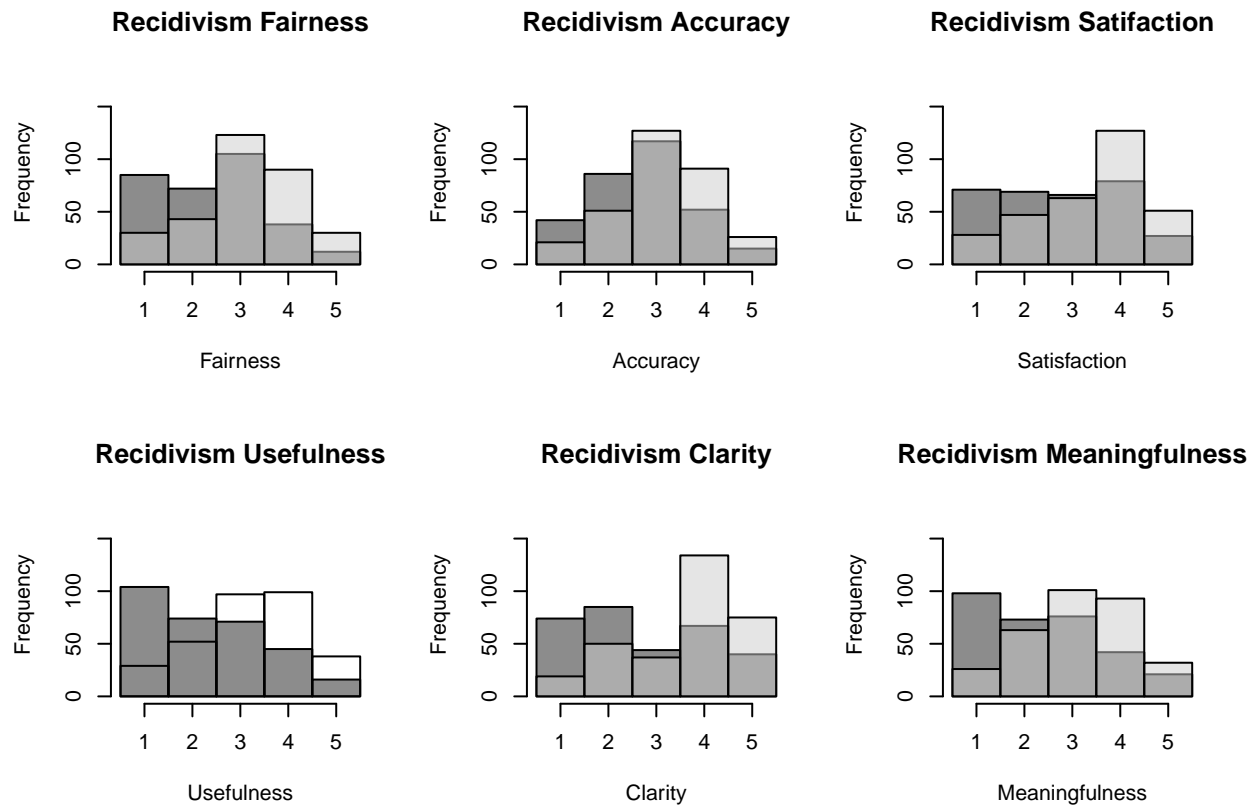 Recidivism Fairness
Frequency
0
50
100
1
2
3
4
5
Fairness
Recidivism Accuracy
Frequency
0
50
100
1
2
3
4
5
Accuracy
Recidivism Satifaction
Frequency
0
50
100
1
2
3
4
5
Satisfaction
Recidivism Usefulness
Frequency
0
50
100
1
2
3
4
5
Usefulness
Recidivism Clarity
Frequency
0
50
100
1
2
3
4
5
Clarity
Recidivism Meaningfulness
Frequency
0
50
100
1
2
3
4
5
Meaningfulness